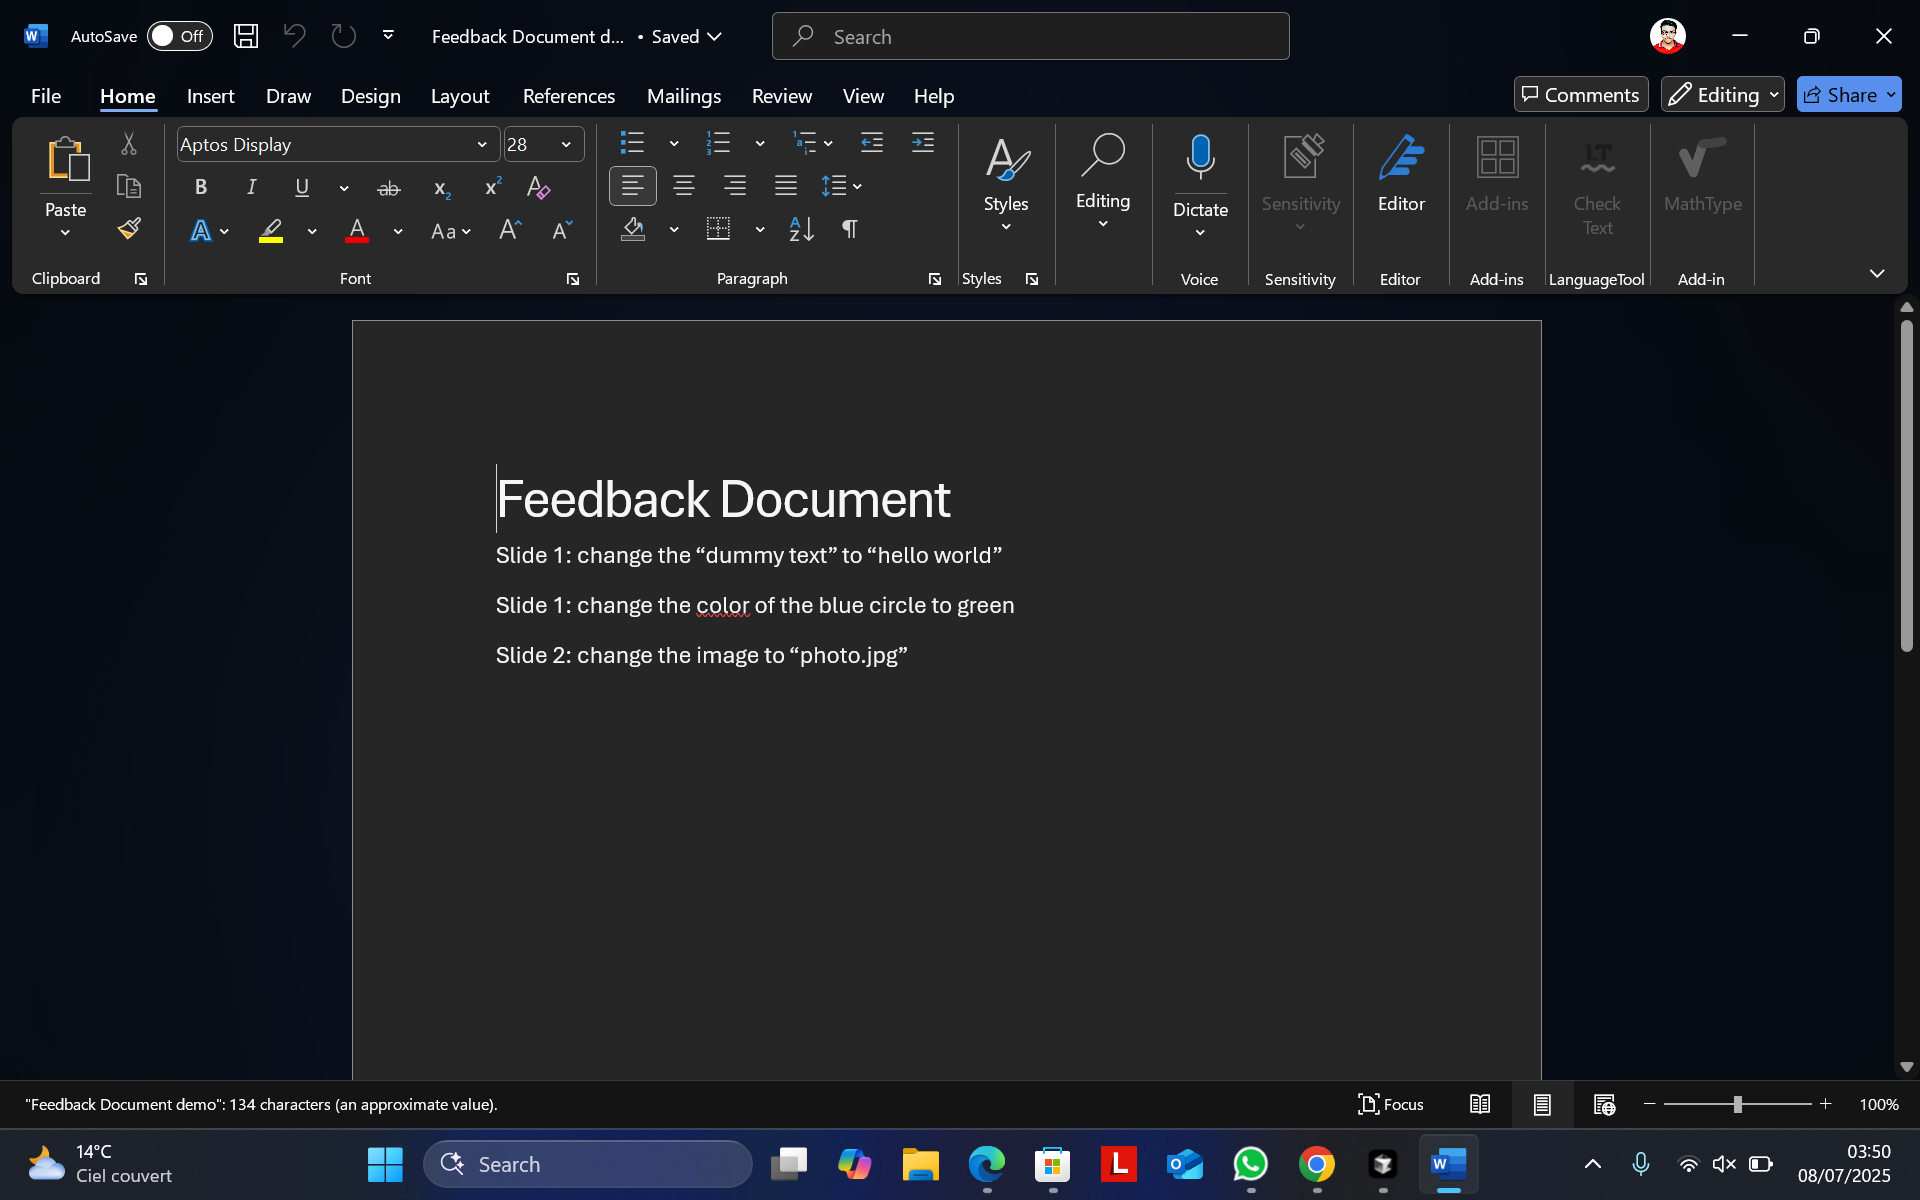 AutoSave Off Feedback Document d... • Saved Search
File Home Insert Draw Design Layout References Mailings Review View Help Comments Editing Share
Paste
Clipboard
Aptos Display 28
B I U ab x₂ x² A
A A Aa A A
Font
Paragraph
Styles
Styles
Editing
Dictate
Voice
Sensitivity
Sensitivity
Editor
Editor
Add-ins
Add-ins
LT
Check
Text
LanguageTool
MathType
Add-in
Feedback Document
Slide 1: change the “dummy text” to “hello world”
Slide 1: change the color of the blue circle to green
Slide 2: change the image to “photo.jpg”
"Feedback Document demo": 134 characters (an approximate value). Focus 100%
14°C
Ciel couvert
Search
L
03:50
08/07/2025